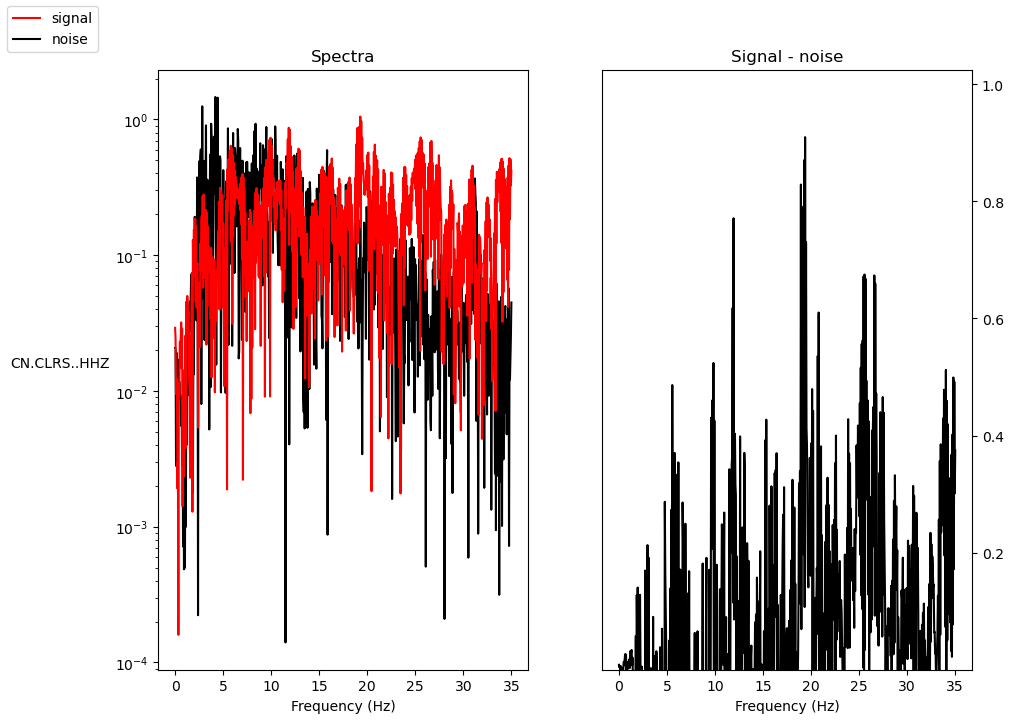 signal
noise
Spectra
Signal - noise
CN.CLRS..HHZ
10^0
10^-1
10^-2
10^-3
10^-4
0 5 10 15 20 25 30 35
Frequency (Hz)
1.0
0.8
0.6
0.4
0.2
0 5 10 15 20 25 30 35
Frequency (Hz)